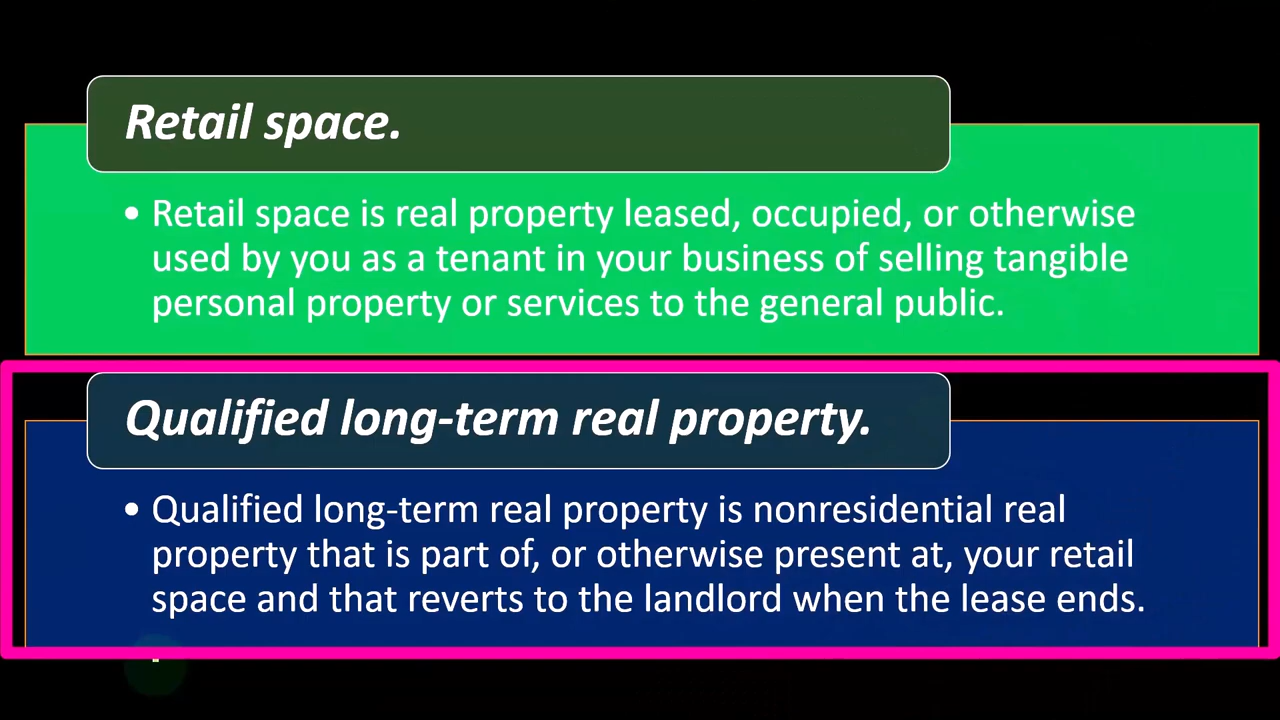 Retail space.
• Retail space is real property leased, occupied, or otherwise
used by you as a tenant in your business of selling tangible
personal property or services to the general public.
Qualified long-term real property.
• Qualified long-term real property is nonresidential real
property that is part of, or otherwise present at, your retail
space and that reverts to the landlord when the lease ends.